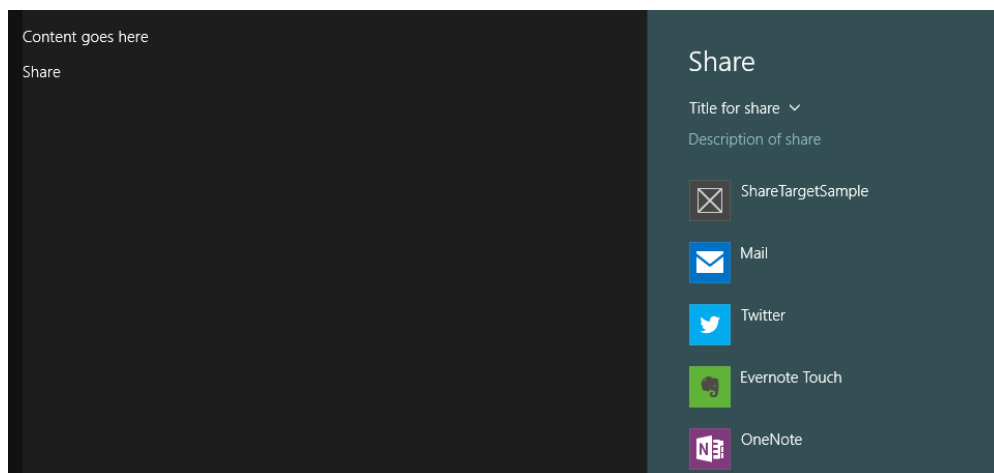 Content goes here
Share
Share
Title for share
Description of share
ShareTargetSample
Mail
Twitter
Evernote Touch
OneNote